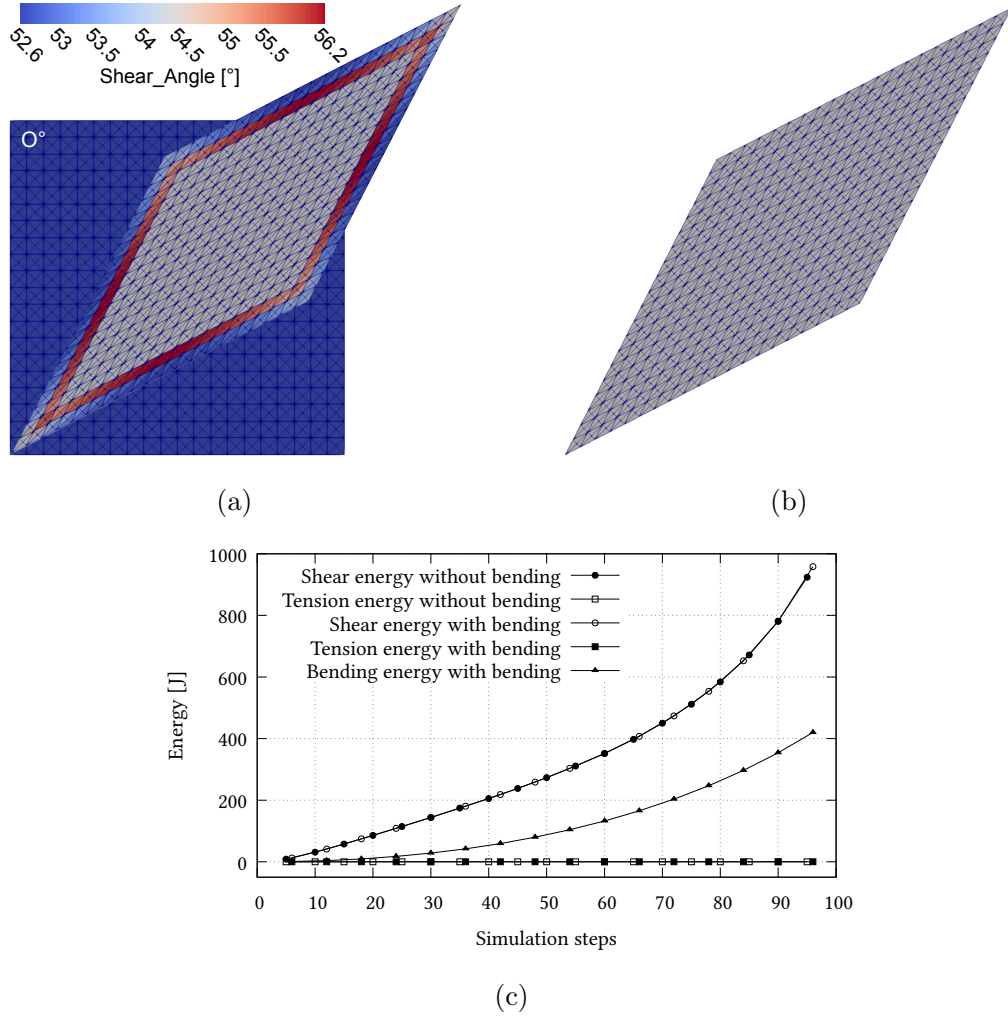 52.6 53 53.5 54 54.5 55 55.5 56.2
Shear_Angle [°]
O°
(a) (b)
1000
800
600
400
200
0
Energy [J]
Shear energy without bending
Tension energy without bending
Shear energy with bending
Tension energy with bending
Bending energy with bending
0 10 20 30 40 50 60 70 80 90 100
Simulation steps
(c)